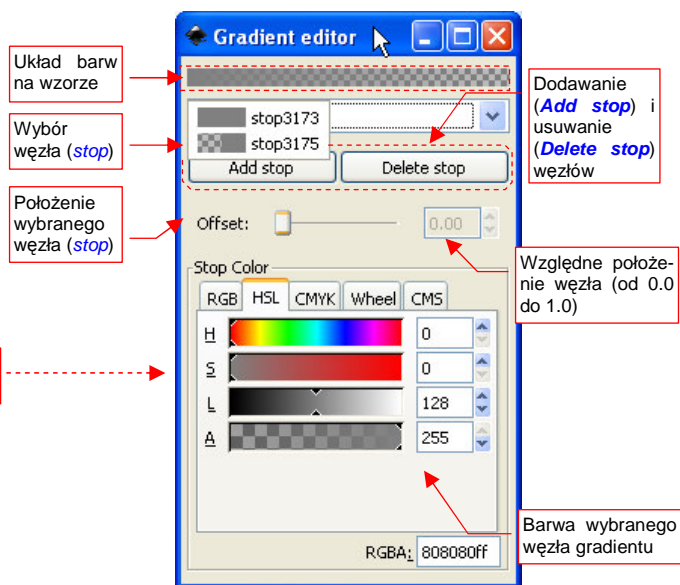 Gradient editor
Układ barw
na wzorze
Wybór
węzła (stop)
stop3173
stop3175
Add stop
Delete stop
Dodawanie
(Add stop) i
usuwanie
(Delete stop)
węzłów
Położenie
wybranego
węzła (stop)
Offset:
0.00
Względne położe-
nie węzła (od 0.0
do 1.0)
Stop Color
RGB HSL CMYK Wheel CMS
H 0
S 0
L 128
A 255
Barwa wybranego
węzła gradientu
RGBA: 808080ff